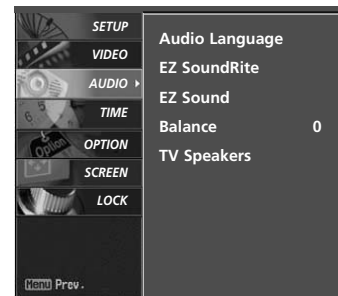 SETUP
VIDEO
AUDIO
TIME
OPTION
SCREEN
LOCK
Menu Prev.
Audio Language
EZ SoundRite
EZ Sound
Balance 0
TV Speakers
Option